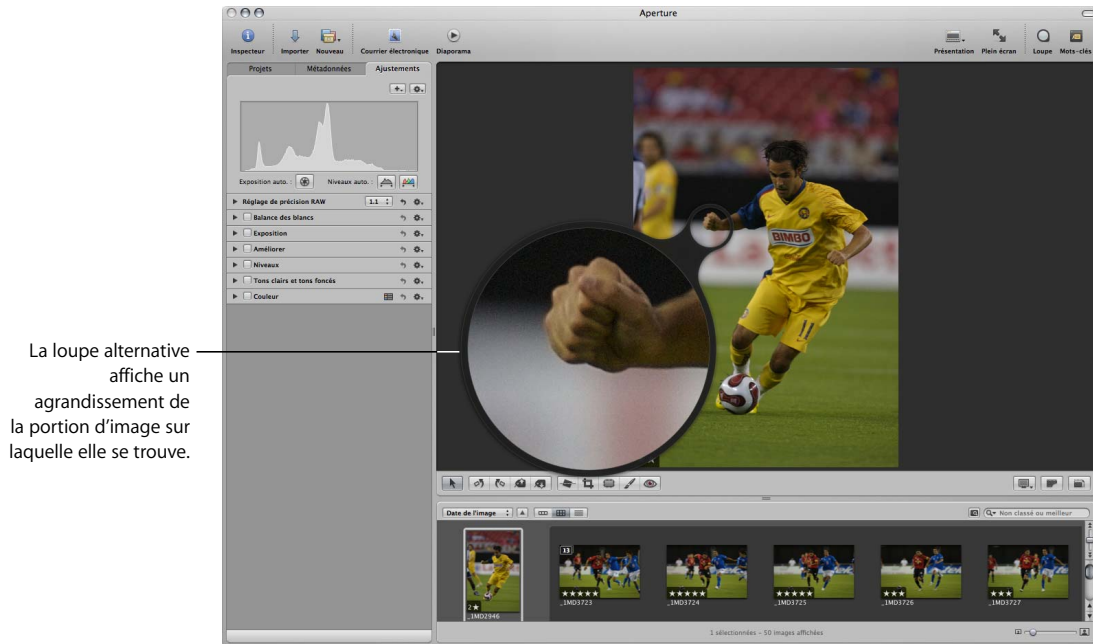 Aperture
Inspecteur Importer Nouveau Courrier électronique Diaporama Présentation Plein écran Loupe Mots-clés
Projets Métadonnées Ajustements
Exposition auto. : Niveaux auto. :
Réglage de précision RAW 1.1
Balance des blancs
Exposition
Améliorer
Niveaux
Tons clairs et tons foncés
Couleur
BIMBO
11
La loupe alternative
affiche un
agrandissement de
la portion d’image sur
laquelle elle se trouve.
Date de l'image Non classé ou meilleur
13
2★ ★★★★★ ★★★★★ ★★★★★ ★★★ ★★★
_1MD2946 _1MD3723 _1MD3724 _1MD3725 _1MD3726 _1MD3727
1 sélectionnées – 50 images affichées